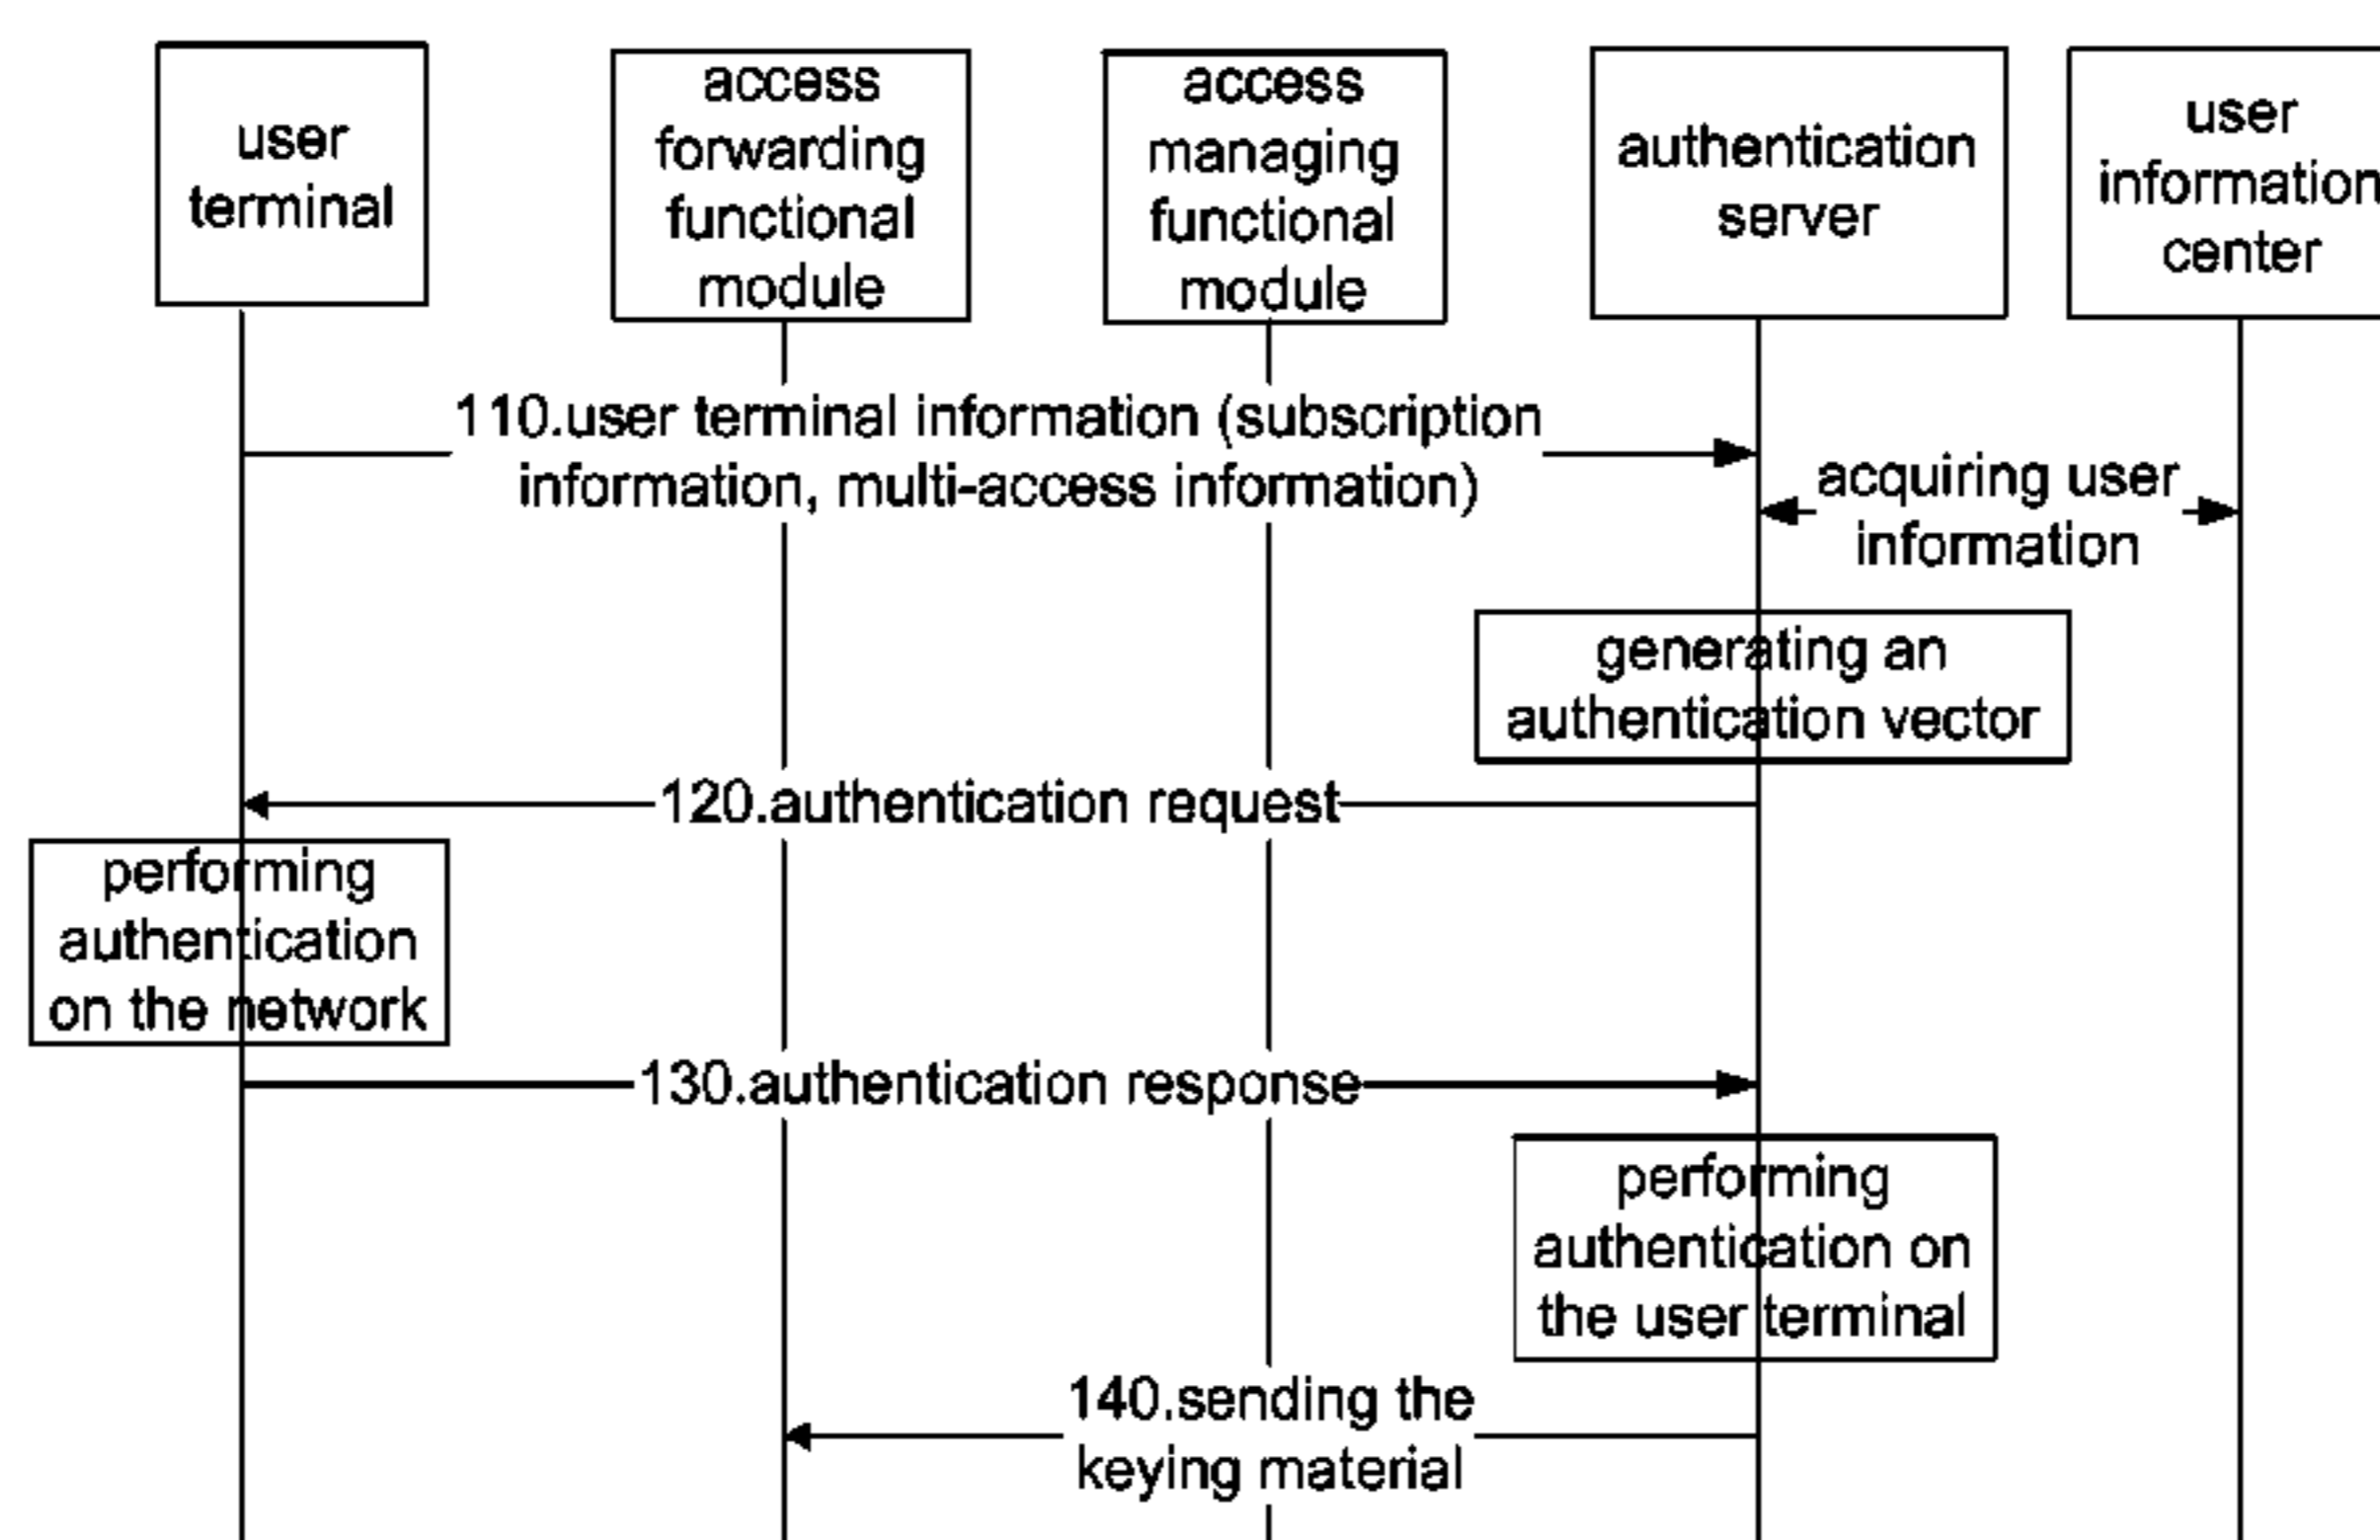 user
terminal
access
forwarding
functional
module
access
managing
functional
module
authentication
server
user
information
center
110.user terminal information (subscription
information, multi-access information)
acquiring user
information
generating an
authentication vector
120.authentication request
performing
authentication
on the network
130.authentication response
performing
authentication on
the user terminal
140.sending the
keying material